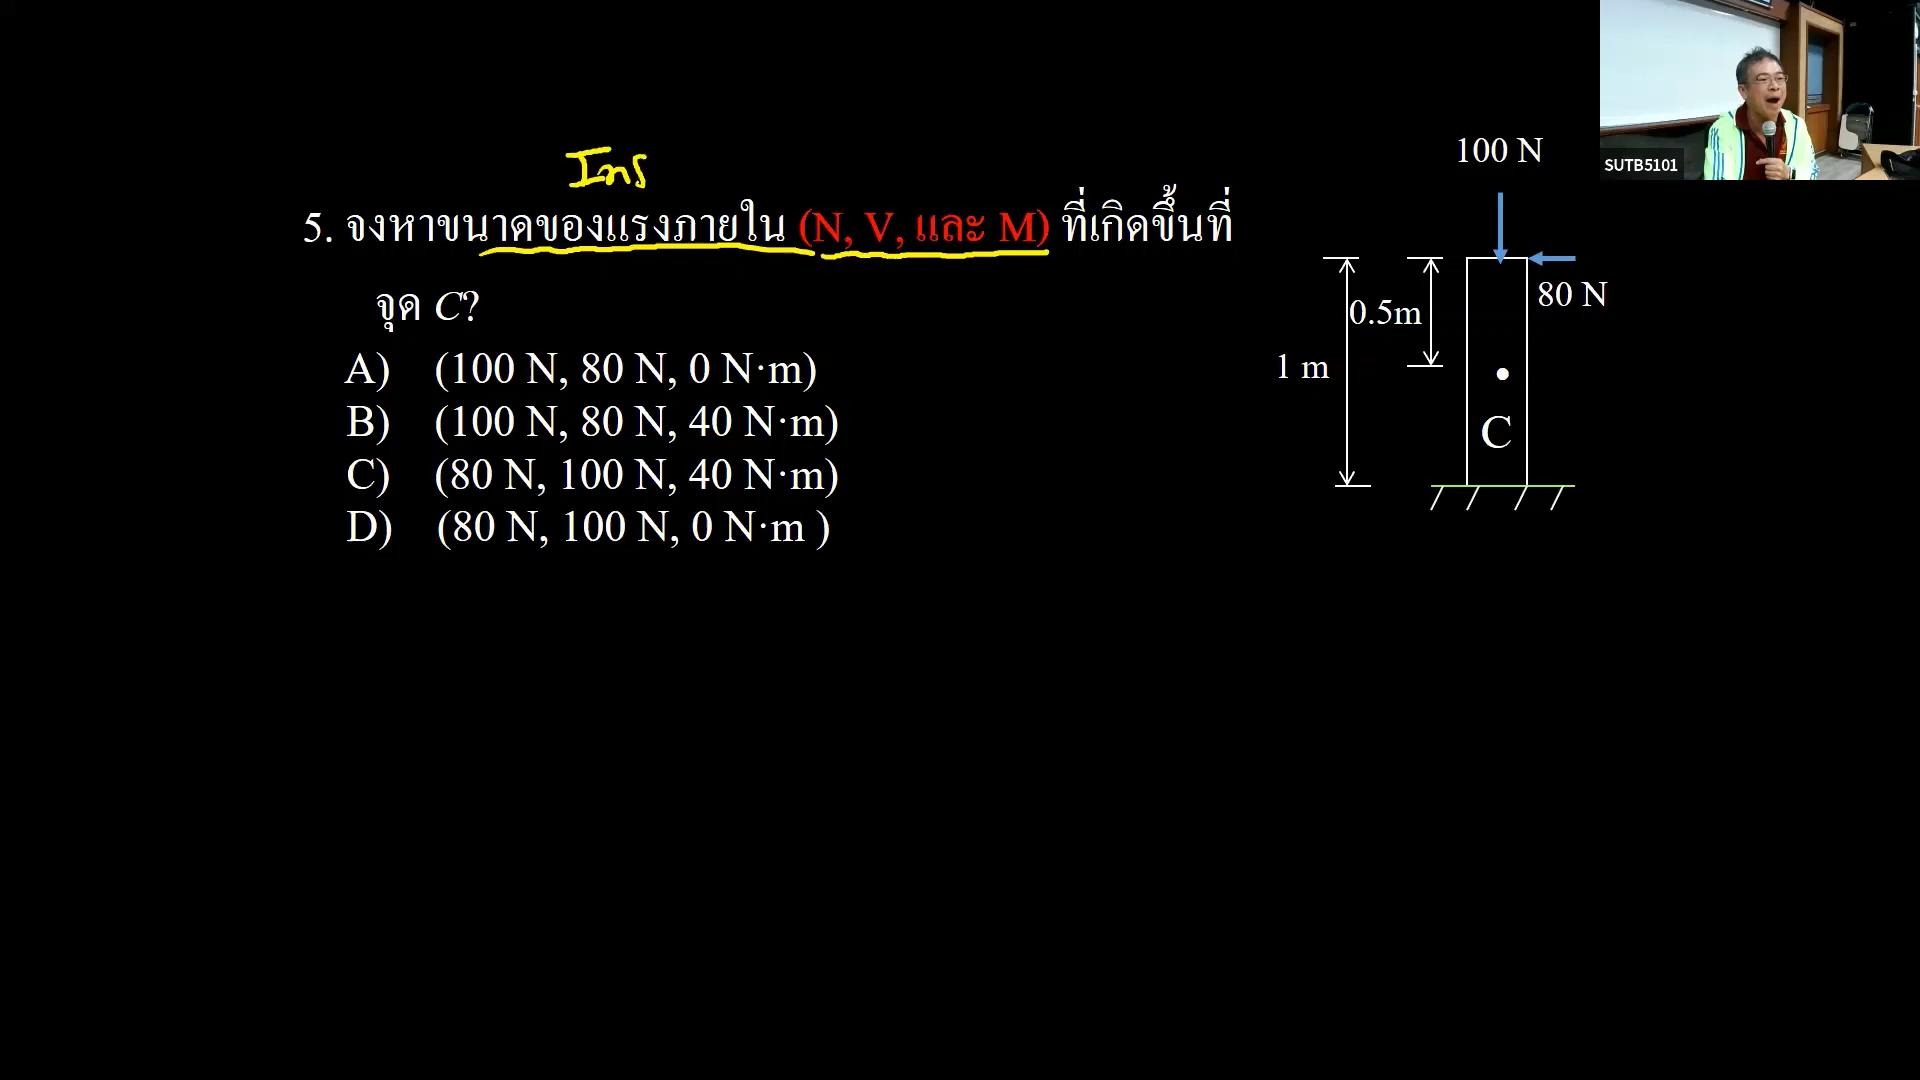 Ins
5. จงหาขนาดของแรงภายใน (N, V, และ M) ที่เกิดขึ้นที่
จุด C?
A) (100 N, 80 N, 0 N·m)
B) (100 N, 80 N, 40 N·m)
C) (80 N, 100 N, 40 N·m)
D) (80 N, 100 N, 0 N·m )
100 N
80 N
0.5m
1 m
C
SUTB5101